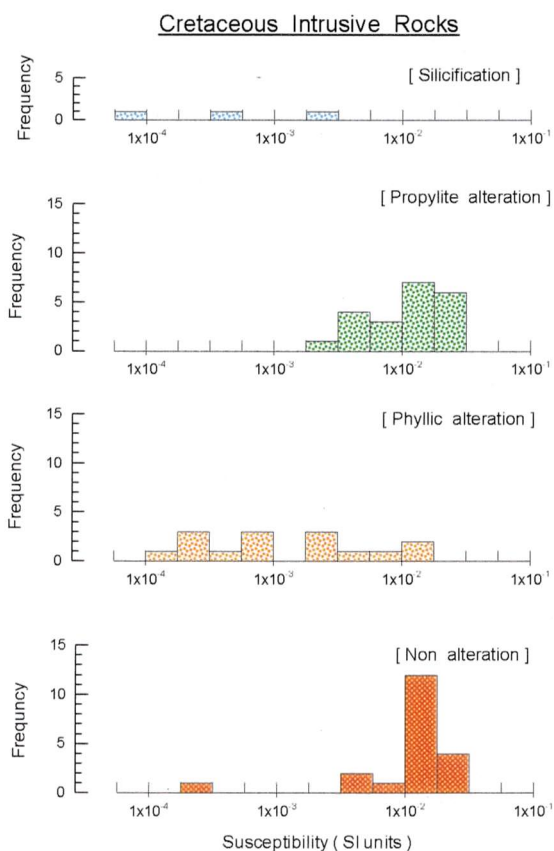 Cretaceous Intrusive Rocks
[ Silicification ]
Frequency
5
0
1x10⁻⁴ 1x10⁻³ 1x10⁻² 1x10⁻¹
[ Propylite alteration ]
Frequency
15
10
5
0
1x10⁻⁴ 1x10⁻³ 1x10⁻² 1x10⁻¹
[ Phyllic alteration ]
Frequency
15
10
5
0
1x10⁻⁴ 1x10⁻³ 1x10⁻² 1x10⁻¹
[ Non alteration ]
Frequncy
15
10
5
0
1x10⁻⁴ 1x10⁻³ 1x10⁻² 1x10⁻¹
Susceptibility ( SI units )